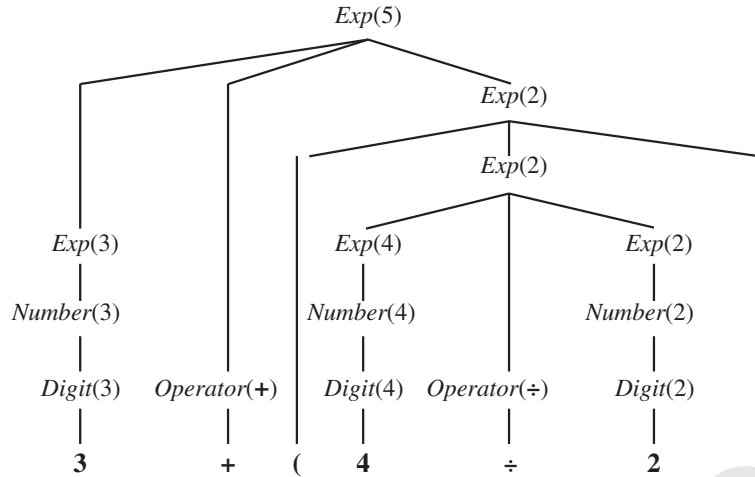 Exp(5)
Exp(2)
Exp(2)
Exp(3) Exp(4) Exp(2)
Number(3) Number(4) Number(2)
Digit(3) Operator(+) Digit(4) Operator(÷) Digit(2)
3 + ( 4 ÷ 2